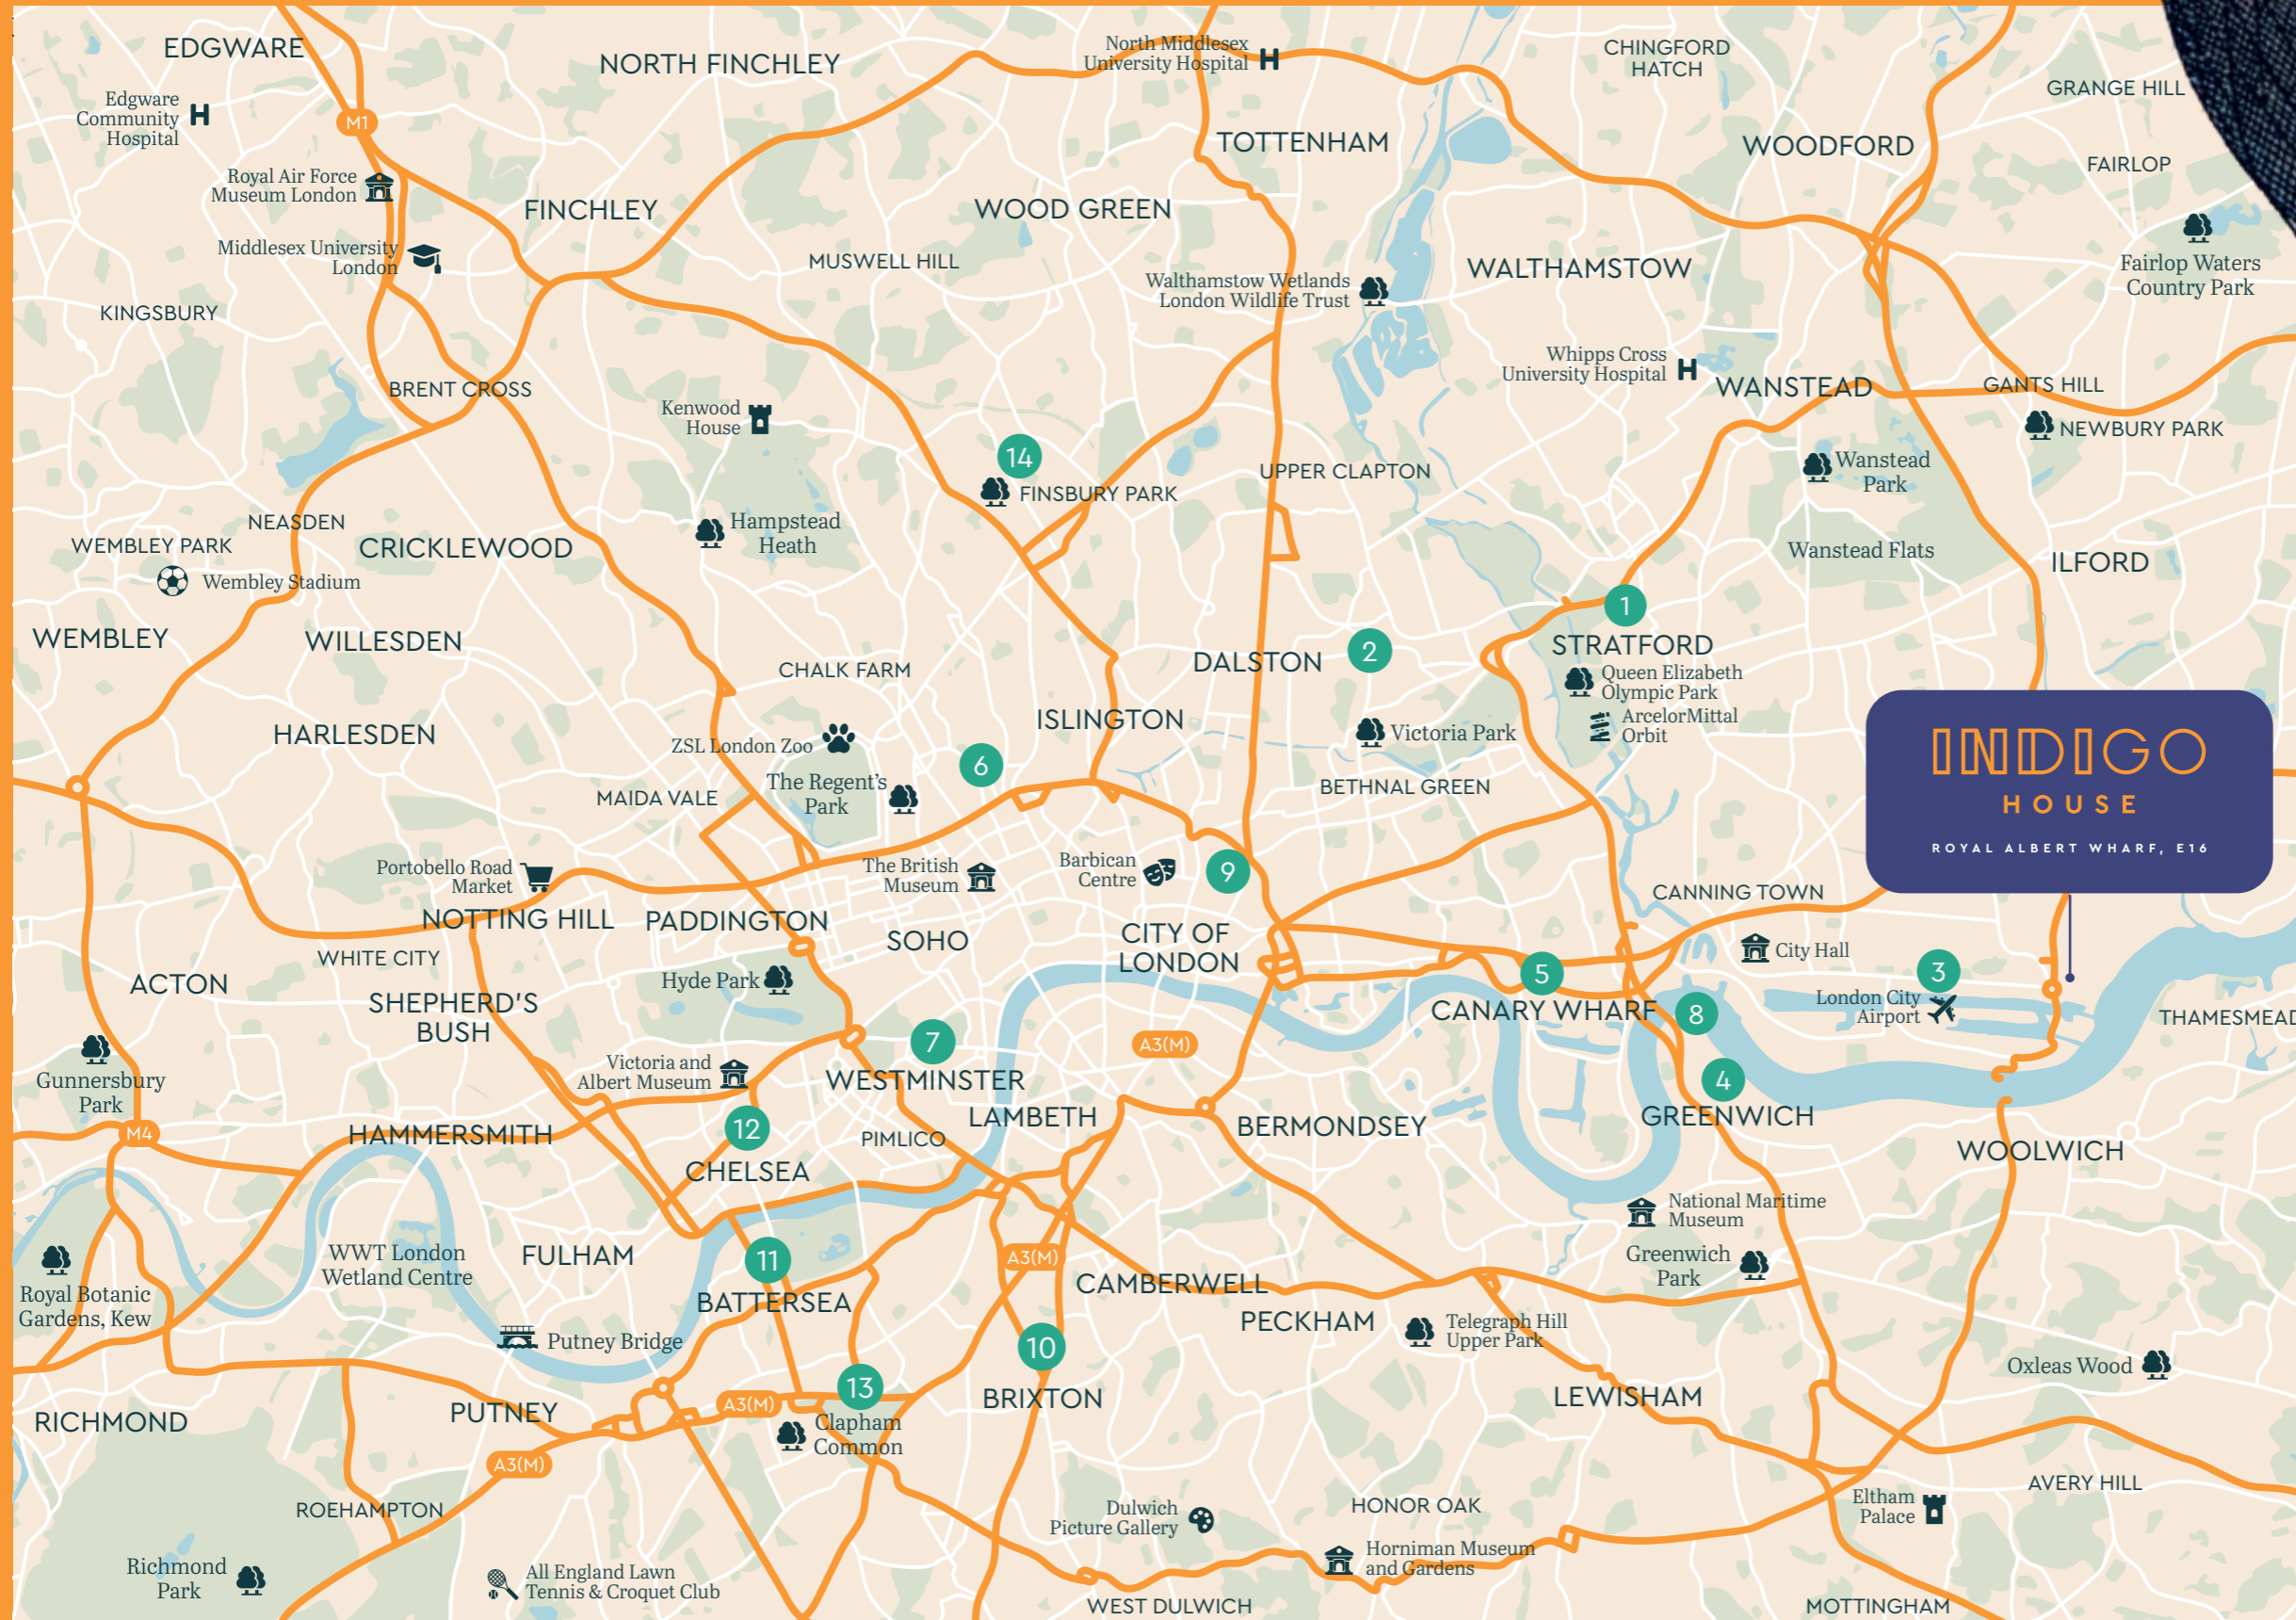 EDGWARE
NORTH FINCHLEY
North Middlesex
University Hospital
H
CHINGFORD
HATCH
GRANGE HILL
Edgware
Community
Hospital
H
M1
TOTTENHAM
WOODFORD
FAIRLOP
Royal Air Force
Museum London
FINCHLEY
WOOD GREEN
Middlesex University
London
MUSWELL HILL
Walthamstow Wetlands
London Wildlife Trust
WALTHAMSTOW
Fairlop Waters
Country Park
KINGSBURY
Whipps Cross
University Hospital
H
BRENT CROSS
WANSTEAD
GANTS HILL
Kenwood
House
NEWBURY PARK
14
FINSBURY PARK
UPPER CLAPTON
Wanstead
Park
NEASDEN
Hampstead
Heath
WEMBLEY PARK
CRICKLEWOOD
Wanstead Flats
ILFORD
Wembley Stadium
1
WEMBLEY
WILLESDEN
CHALK FARM
DALSTON
2
STRATFORD
Queen Elizabeth
Olympic Park
ArcelorMittal
Orbit
HARLESDEN
ZSL London Zoo
ISLINGTON
Victoria Park
INDIGO
HOUSE
ROYAL ALBERT WHARF, E16
6
The Regent's
Park
MAIDA VALE
BETHNAL GREEN
Portobello Road
Market
The British
Museum
Barbican
Centre
9
CANNING TOWN
NOTTING HILL
PADDINGTON
SOHO
CITY OF
LONDON
WHITE CITY
City Hall
ACTON
Hyde Park
5
3
SHEPHERD'S
BUSH
CANARY WHARF
8
London City
Airport
THAMESMEAD
7
A3(M)
Gunnersbury
Park
Victoria and
Albert Museum
WESTMINSTER
4
LAMBETH
GREENWICH
M4
HAMMERSMITH
12
PIMLICO
BERMONDSEY
WOOLWICH
CHELSEA
National Maritime
Museum
WWT London
Wetland Centre
FULHAM
11
A3(M)
Greenwich
Park
Royal Botanic
Gardens, Kew
BATTERSEA
CAMBERWELL
PECKHAM
Telegraph Hill
Upper Park
Putney Bridge
10
Oxleas Wood
13
RICHMOND
PUTNEY
A3(M)
Clapham
Common
BRIXTON
LEWISHAM
A3(M)
ROEHAMPTON
Dulwich
Picture Gallery
HONOR OAK
Eltham
Palace
AVERY HILL
Richmond
Park
All England Lawn
Tennis & Croquet Club
Horniman Museum
and Gardens
WEST DULWICH
MOTTINGHAM